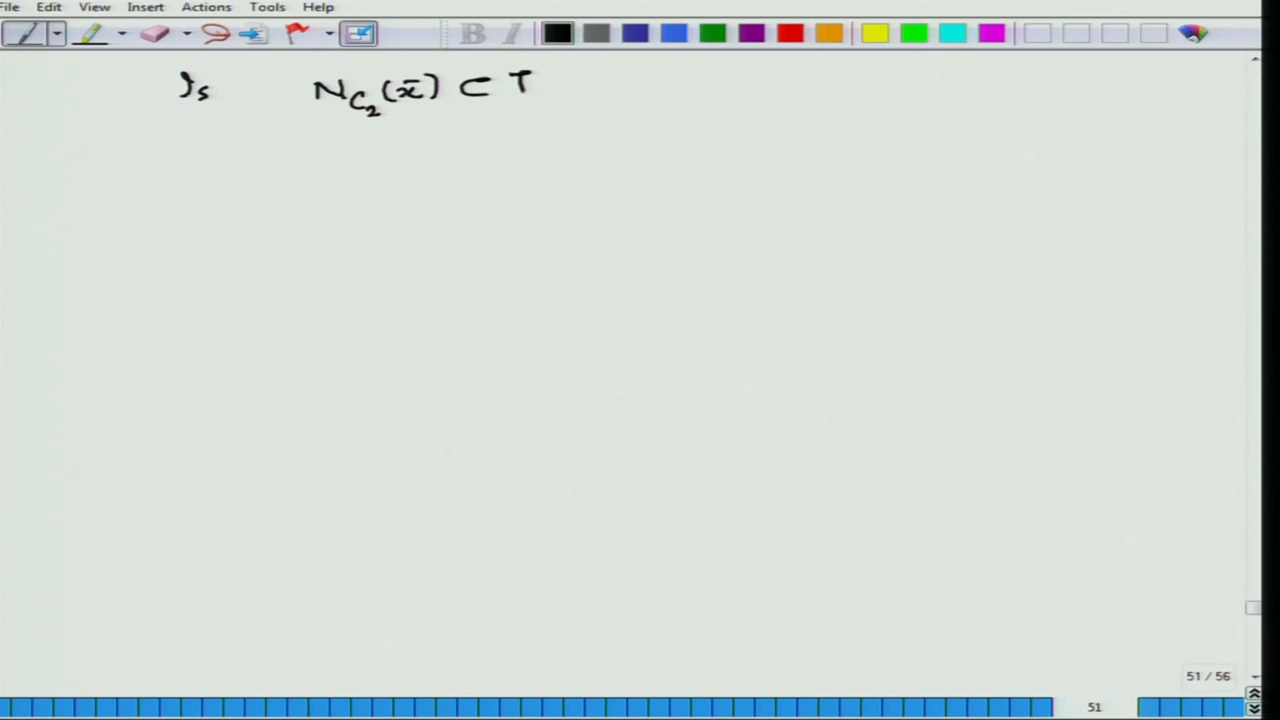 File Edit View Insert Actions Tools Help
B I
Is N_{C_2}(x̄) ⊂ T
51 / 56
51